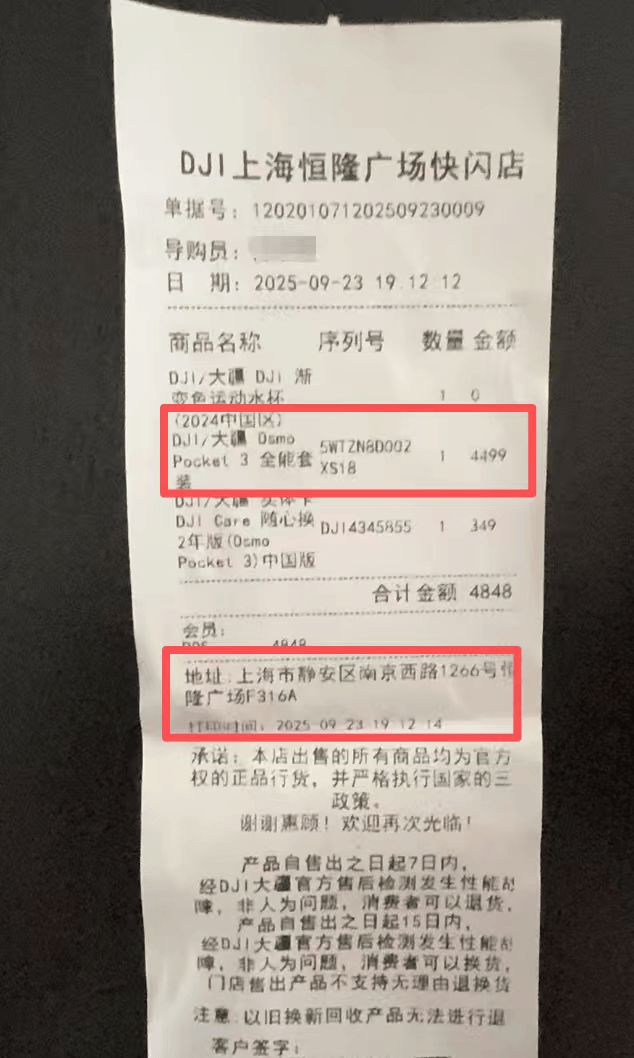 DJI上海恒隆广场快闪店
单据号: 120201071202509230009
导购员:
日 期: 2025-09-23 19 12 12
商品名称 序列号 数量 金额
DJI/大疆 DJI 渐
变色运动水杯 1 0
(2024中国区)
DJI/大疆 Osmo
Pocket 3 全能套 5WTZN8D002 1 4499
装 XS18
DJI/大疆 实体卡
DJI Care 随心换 DJI4345855 1 349
2年版(Osmo
Pocket 3)中国版
合计金额 4848
会员:
POS 4848
地址:上海市静安区南京西路1266号恒
隆广场F316A
打印时间: 2025 09 23 19 12 14
承诺: 本店出售的所有商品均为官方
权的正品行货, 并严格执行国家的三
政策。
谢谢惠顾! 欢迎再次光临!
产品自售出之日起7日内,
经DJI大疆官方售后检测发生性能故
障, 非人为问题, 消费者可以退货,
产品自售出之日起15日内,
经DJI大疆官方售后检测发生性能故
障, 非人为问题, 消费者可以换货,
门店售出产品不支持无理由退换货
注意 以旧换新回收产品无法进行退
客户签字: